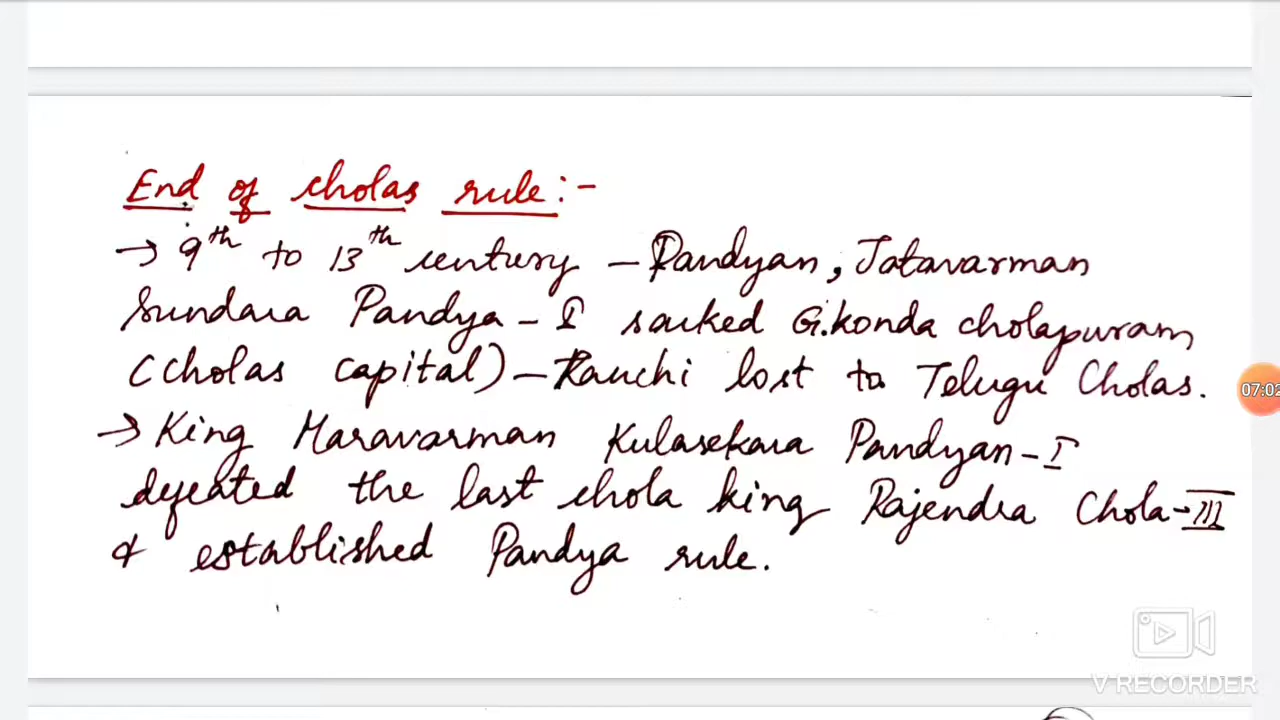 End of cholas rule:-
→ 9th to 13th century - Pandyan, Jatavarman
Sundara Pandya - I sacked G.konda cholapuram
(cholas capital) - Kanchi lost to Telugu Cholas.
→ King Maravarman Kulasekara Pandyan - I
defeated the last chola king Rajendra Chola - III
& established Pandya rule.
07:02
V RECORDER